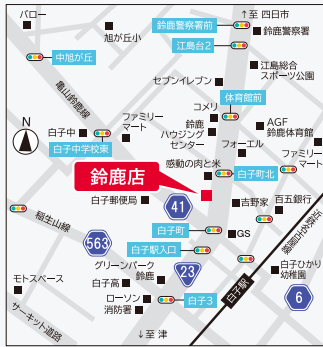 バロー
旭が丘小
鈴鹿警察署前
↑至 四日市
鈴鹿警察署
江島台2
中旭が丘
江島総合
スポーツ公園
セブンイレブン
体育館前
亀山鈴鹿線
コメリ
N
ファミリー
マート
白子中
鈴鹿
ハウジング
センター
AGF
鈴鹿体育館
白子中学校東
フォーエル
ファミリー
マート
感動の肉と米
白子町北
鈴鹿店
白子郵便局
41
吉野家
百五銀行
稲生山線
白子町
563
白子駅入口
GS
近鉄名古屋線
グリーンパーク
鈴鹿
23
白子ひかり
幼稚園
モトスポーツ
白子高
白子駅
ローソン
消防署
白子3
6
サーキット道路
↓至 津